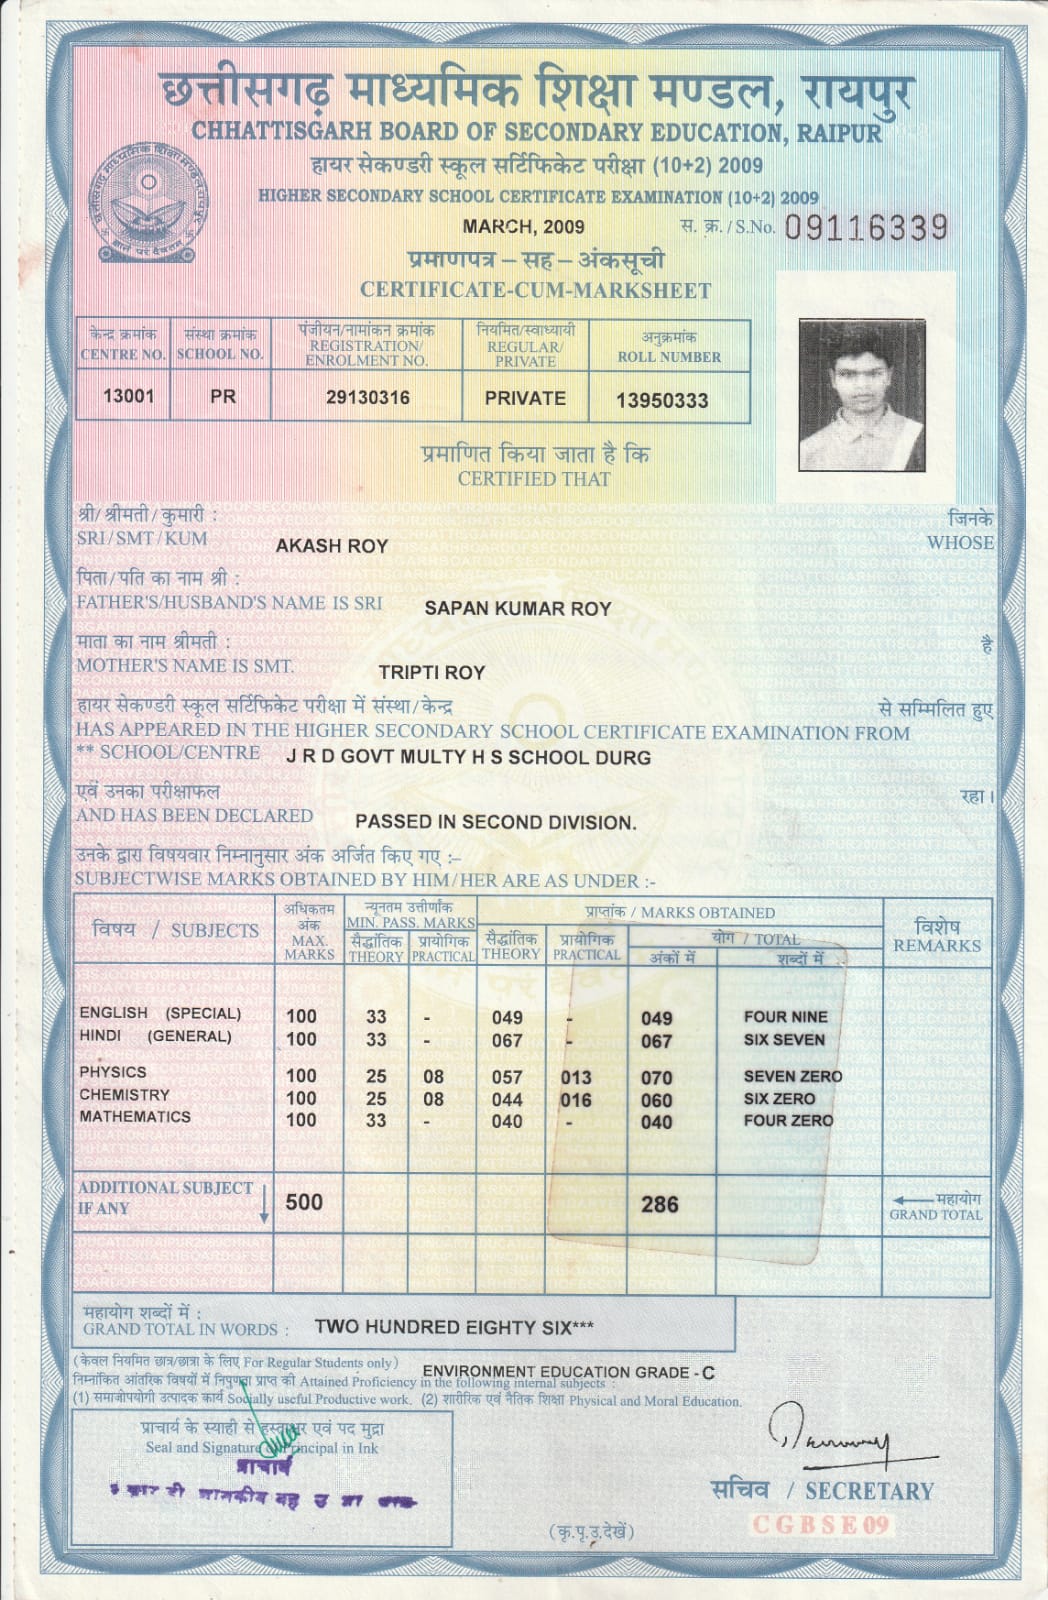 छत्तीसगढ़ माध्यमिक शिक्षा मण्डल, रायपुर
CHHATTISGARH BOARD OF SECONDARY EDUCATION, RAIPUR
हायर सेकण्डरी स्कूल सर्टिफिकेट परीक्षा (10+2) 2009
HIGHER SECONDARY SCHOOL CERTIFICATE EXAMINATION (10+2) 2009
MARCH, 2009
स. क्र. / S.No. 09116339
प्रमाणपत्र – सह – अंकसूची
CERTIFICATE-CUM-MARKSHEET
केन्द्र क्रमांक संस्था क्रमांक पंजीयन/नामांकन क्रमांक नियमित/स्वाध्यायी अनुक्रमांक
CENTRE NO. SCHOOL NO. REGISTRATION/ ENROLMENT NO. REGULAR/ PRIVATE ROLL NUMBER
13001 PR 29130316 PRIVATE 13950333
प्रमाणित किया जाता है कि
CERTIFIED THAT
श्री/ श्रीमती / कुमारी : जिनके
SRI/SMT/KUM AKASH ROY WHOSE
पिता/पति का नाम श्री :
FATHER'S/HUSBAND'S NAME IS SRI SAPAN KUMAR ROY
माता का नाम श्रीमती : है
MOTHER'S NAME IS SMT. TRIPTI ROY
हायर सेकण्डरी स्कूल सर्टिफिकेट परीक्षा में संस्था/केन्द्र से सम्मिलित हुए
HAS APPEARED IN THE HIGHER SECONDARY SCHOOL CERTIFICATE EXAMINATION FROM
** SCHOOL/CENTRE J R D GOVT MULTY H S SCHOOL DURG
एवं उनका परीक्षाफल रहा।
AND HAS BEEN DECLARED PASSED IN SECOND DIVISION.
उनके द्वारा विषयवार निम्नानुसार अंक अर्जित किए गए :–
SUBJECTWISE MARKS OBTAINED BY HIM/HER ARE AS UNDER :-
विषय / SUBJECTS अधिकतम अंक MAX. MARKS न्यूनतम उत्तीर्णांक MIN. PASS. MARKS प्राप्तांक / MARKS OBTAINED विशेष REMARKS
सैद्धांतिक THEORY प्रायोगिक PRACTICAL सैद्धांतिक THEORY प्रायोगिक PRACTICAL योग / TOTAL
अंकों में शब्दों में
ENGLISH (SPECIAL) 100 33 - 049 - 049 FOUR NINE
HINDI (GENERAL) 100 33 - 067 - 067 SIX SEVEN
PHYSICS 100 25 08 057 013 070 SEVEN ZERO
CHEMISTRY 100 25 08 044 016 060 SIX ZERO
MATHEMATICS 100 33 - 040 - 040 FOUR ZERO
ADDITIONAL SUBJECT IF ANY 500 286 महायोग GRAND TOTAL
महायोग शब्दों में :
GRAND TOTAL IN WORDS : TWO HUNDRED EIGHTY SIX***
(केवल नियमित छात्र/छात्रा के लिए For Regular Students only) ENVIRONMENT EDUCATION GRADE - C
निम्नांकित आंतरिक विषयों में निपुणता प्राप्त की Attained Proficiency in the following internal subjects :
(1) समाजोपयोगी उत्पादक कार्य Socially useful Productive work. (2) शारीरिक एवं नैतिक शिक्षा Physical and Moral Education.
प्राचार्य के स्याही से हस्ताक्षर एवं पद मुद्रा
Seal and Signature of Principal in Ink
प्राचार्य
सचिव / SECRETARY
CGBSE09
(कृ.पृ.उ.देखें)